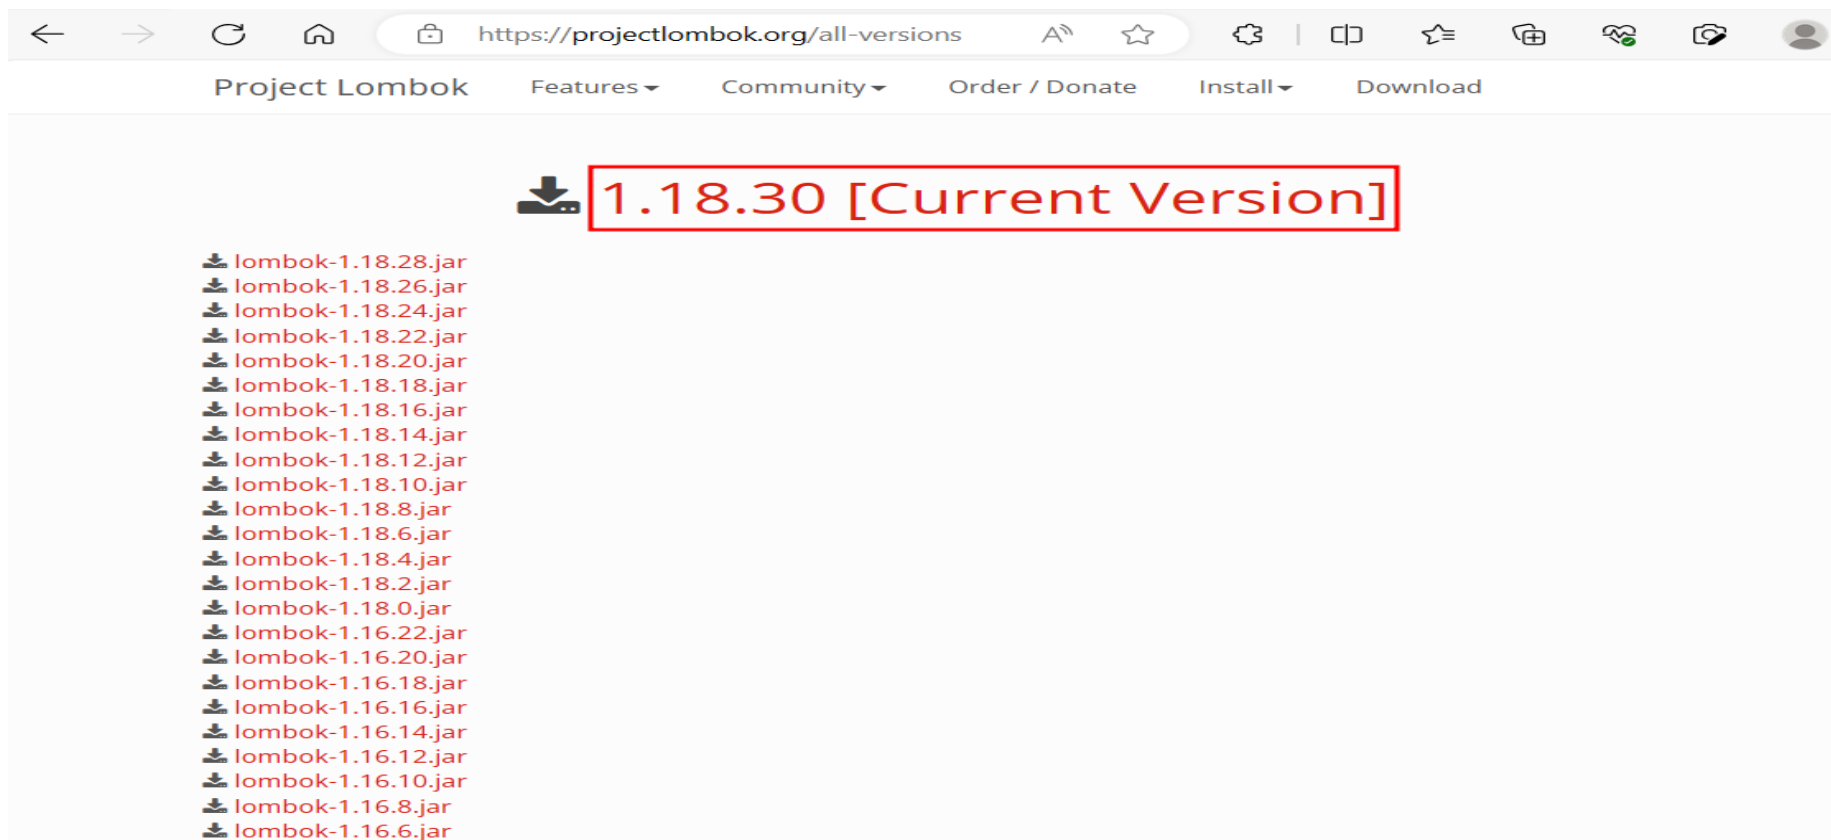 https://projectlombok.org/all-versions
Project Lombok Features Community Order / Donate Install Download
1.18.30 [Current Version]
lombok-1.18.28.jar
lombok-1.18.26.jar
lombok-1.18.24.jar
lombok-1.18.22.jar
lombok-1.18.20.jar
lombok-1.18.18.jar
lombok-1.18.16.jar
lombok-1.18.14.jar
lombok-1.18.12.jar
lombok-1.18.10.jar
lombok-1.18.8.jar
lombok-1.18.6.jar
lombok-1.18.4.jar
lombok-1.18.2.jar
lombok-1.18.0.jar
lombok-1.16.22.jar
lombok-1.16.20.jar
lombok-1.16.18.jar
lombok-1.16.16.jar
lombok-1.16.14.jar
lombok-1.16.12.jar
lombok-1.16.10.jar
lombok-1.16.8.jar
lombok-1.16.6.jar